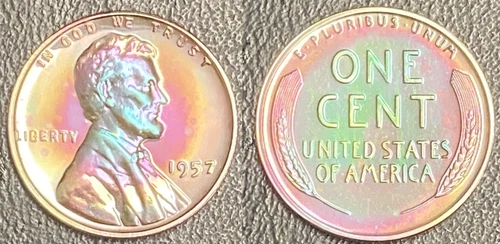 IN GOD WE TRUST
LIBERTY
1957
E·PLURIBUS·UNUM
ONE
CENT
UNITED STATES
OF AMERICA